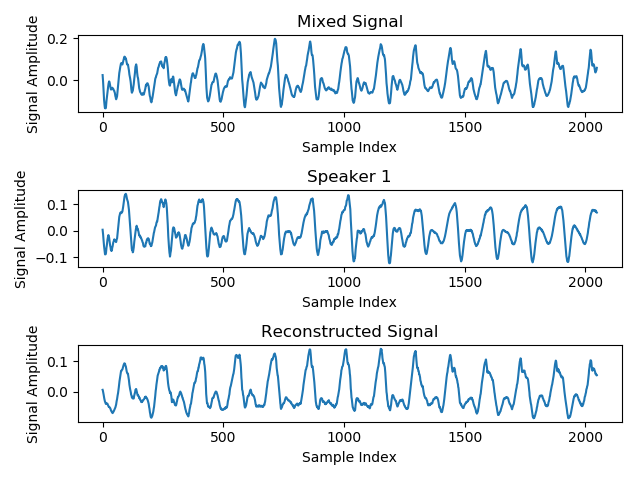 Mixed Signal
Signal Amplitude
0.2
0.0
0 500 1000 1500 2000
Sample Index
Speaker 1
Signal Amplitude
0.1
0.0
−0.1
0 500 1000 1500 2000
Sample Index
Reconstructed Signal
Signal Amplitude
0.1
0.0
0 500 1000 1500 2000
Sample Index